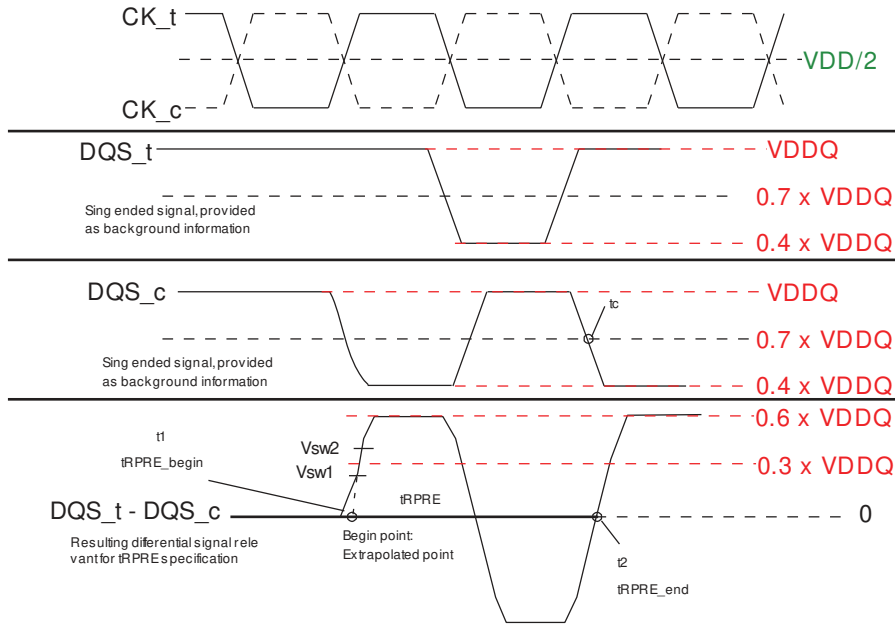 CK_t
VDD/2
CK_c
DQS_t
VDDQ
0.7 x VDDQ
Sing ended signal, provided
as background information
0.4 x VDDQ
DQS_c
VDDQ
tc
0.7 x VDDQ
Sing ended signal, provided
as background information
0.4 x VDDQ
0.6 x VDDQ
t1
Vsw2
tRPRE_begin
Vsw1
0.3 x VDDQ
tRPRE
DQS_t - DQS_c
0
Resulting differential signal rele
vant for tRPRE specification
Begin point:
Extrapolated point
t2
tRPRE_end